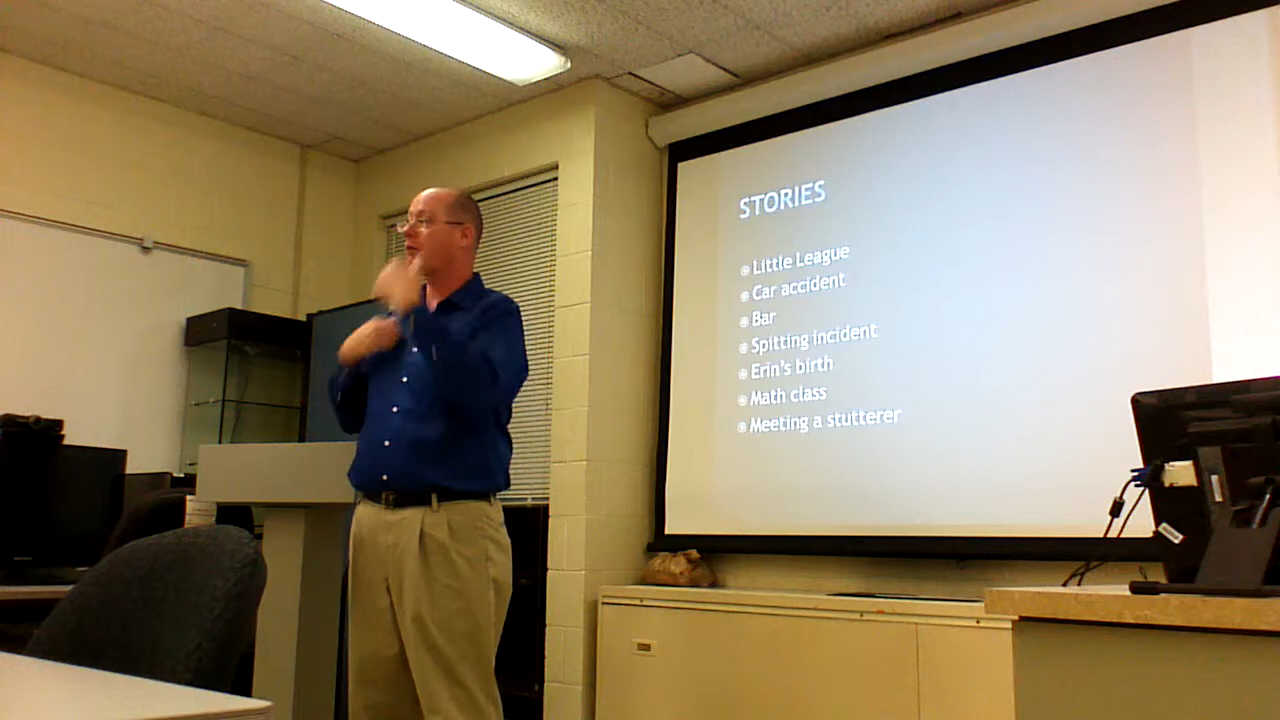 STORIES
Little League
Car accident
Bar
Spitting incident
Erin's birth
Math class
Meeting a stutterer